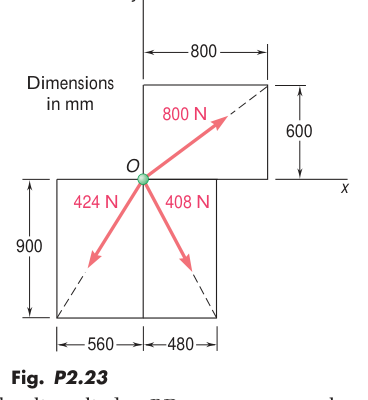 y
800
Dimensions
in mm
800 N
600
O
x
424 N
408 N
900
560
480
Fig. P2.23